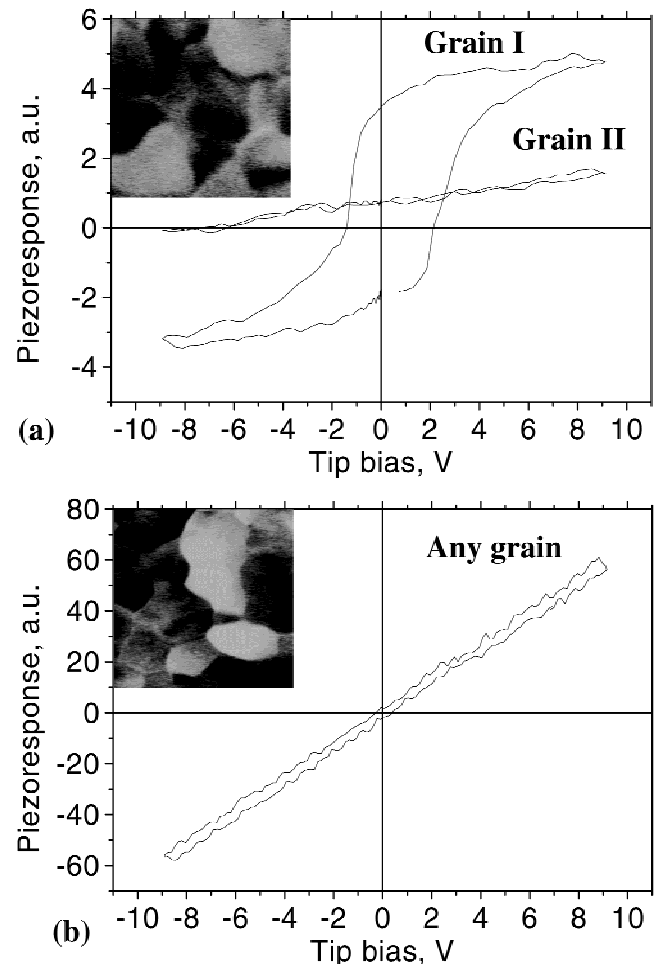 6
4
2
0
-2
-4
Piezoresponse, a.u.
Grain I
Grain II
-10 -8 -6 -4 -2 0 2 4 6 8 10
(a)
Tip bias, V
80
60
40
20
0
-20
-40
-60
Piezoresponse, a.u.
Any grain
-10 -8 -6 -4 -2 0 2 4 6 8 10
(b)
Tip bias, V